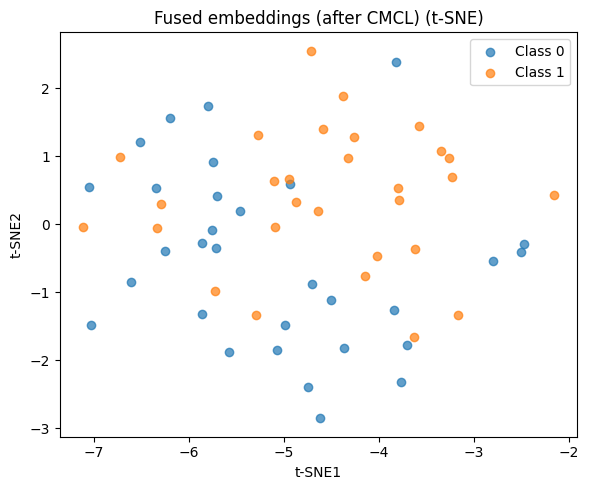 Fused embeddings (after CMCL) (t-SNE)
Class 0
Class 1
t-SNE2
2
1
0
−1
−2
−3
−7
−6
−5
−4
−3
−2
t-SNE1